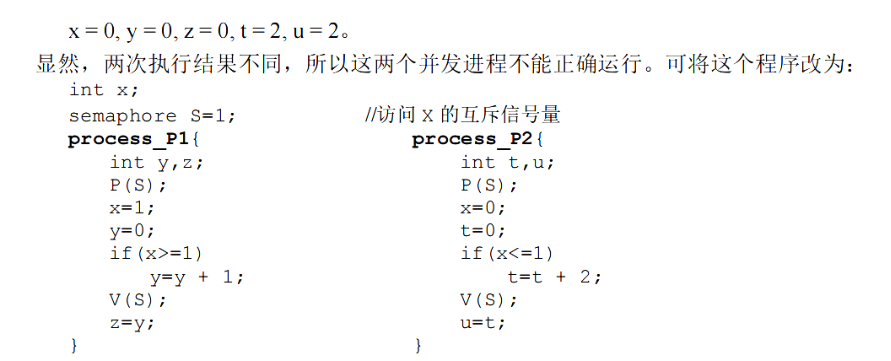 x = 0, y = 0, z = 0, t = 2, u = 2。
显然，两次执行结果不同，所以这两个并发进程不能正确运行。可将这个程序改为：
int x;
semaphore S=1; //访问 X 的互斥信号量
process_P1{ process_P2{
int y,z; int t,u;
P(S); P(S);
x=1; x=0;
y=0; t=0;
if(x>=1) if(x<=1)
y=y + 1; t=t + 2;
V(S); V(S);
z=y; u=t;
} }